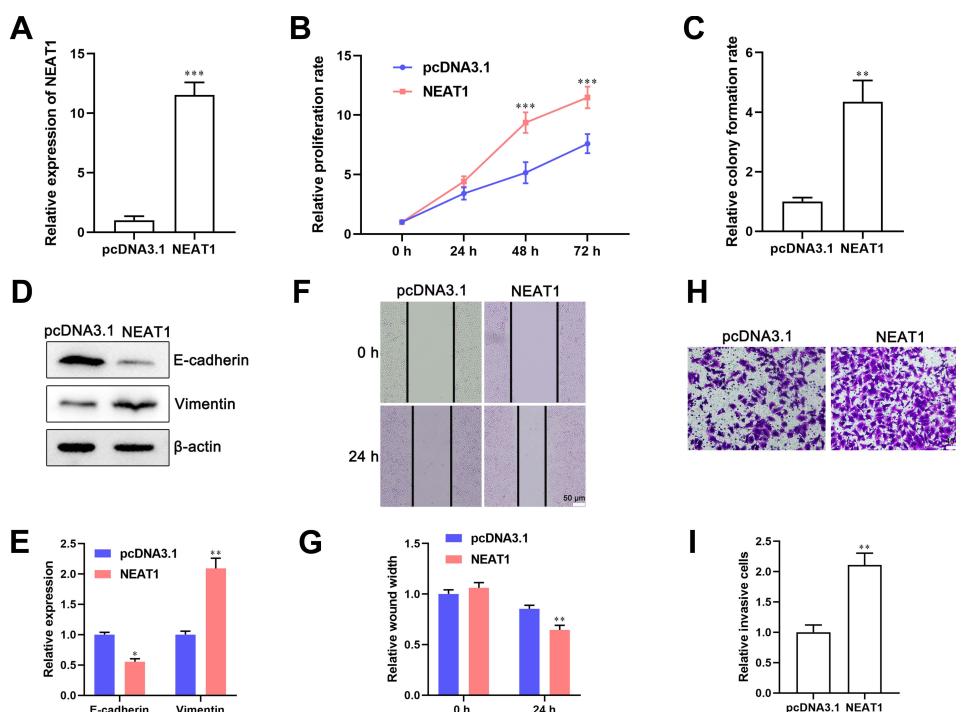 A
Relative expression of NEAT1
15
10
5
0
***
pcDNA3.1 NEAT1
B
Relative proliferation rate
15
10
5
0
pcDNA3.1
NEAT1
***
***
0 h 24 h 48 h 72 h
C
Relative colony formation rate
6
4
2
0
**
pcDNA3.1 NEAT1
D
pcDNA3.1 NEAT1
E-cadherin
Vimentin
β-actin
F
pcDNA3.1 NEAT1
0 h
24 h
50 μm
H
pcDNA3.1 NEAT1
E
Relative expression
2.5
2.0
1.5
1.0
0.5
0.0
pcDNA3.1
NEAT1
*
**
E-cadherin Vimentin
G
Relative wound width
1.5
1.0
0.5
0.0
pcDNA3.1
NEAT1
**
0 h 24 h
I
Relative invasive cells
2.5
2.0
1.5
1.0
0.5
0.0
**
pcDNA3.1 NEAT1